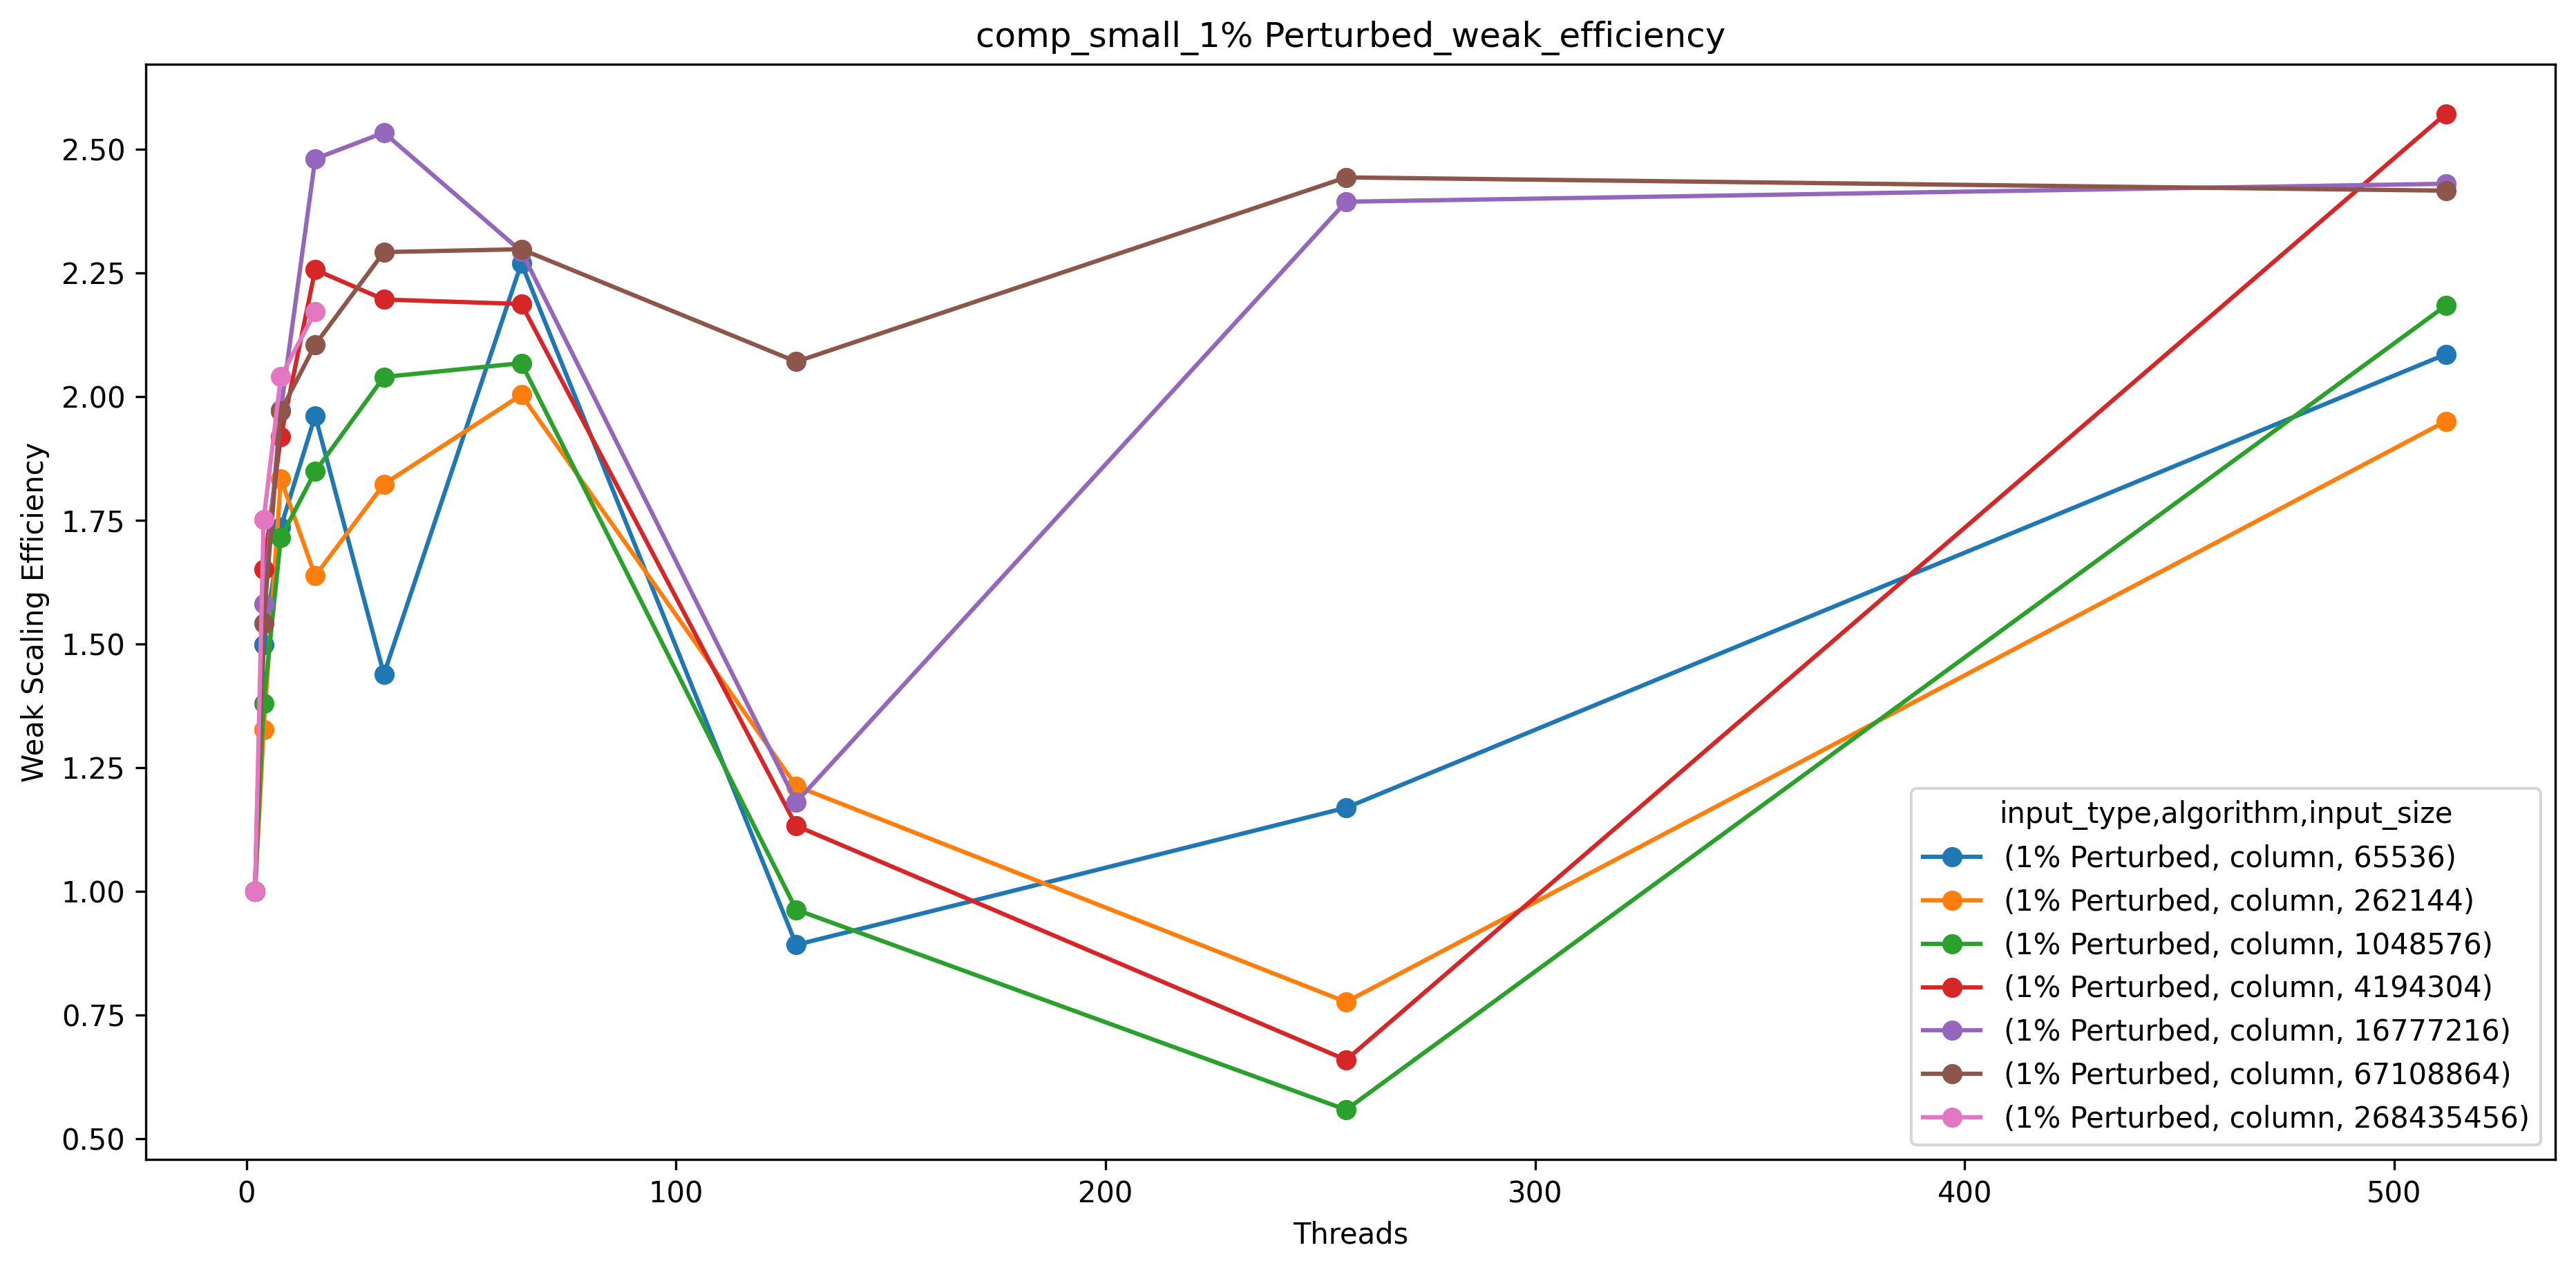 comp_small_1% Perturbed_weak_efficiency
Weak Scaling Efficiency
2.50
2.25
2.00
1.75
1.50
1.25
1.00
0.75
0.50
0 100 200 300 400 500
Threads
input_type,algorithm,input_size
(1% Perturbed, column, 65536)
(1% Perturbed, column, 262144)
(1% Perturbed, column, 1048576)
(1% Perturbed, column, 4194304)
(1% Perturbed, column, 16777216)
(1% Perturbed, column, 67108864)
(1% Perturbed, column, 268435456)